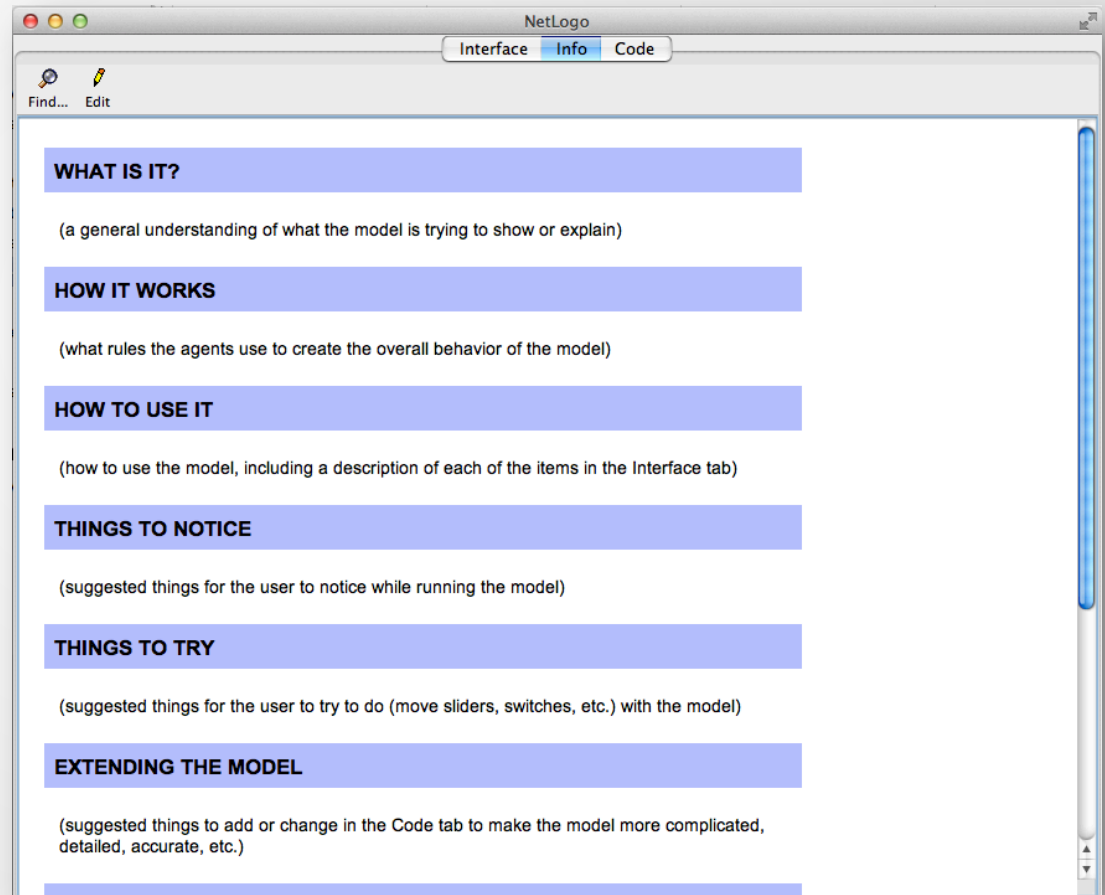 NetLogo
Interface Info Code
Find... Edit
WHAT IS IT?
(a general understanding of what the model is trying to show or explain)
HOW IT WORKS
(what rules the agents use to create the overall behavior of the model)
HOW TO USE IT
(how to use the model, including a description of each of the items in the Interface tab)
THINGS TO NOTICE
(suggested things for the user to notice while running the model)
THINGS TO TRY
(suggested things for the user to try to do (move sliders, switches, etc.) with the model)
EXTENDING THE MODEL
(suggested things to add or change in the Code tab to make the model more complicated,
detailed, accurate, etc.)